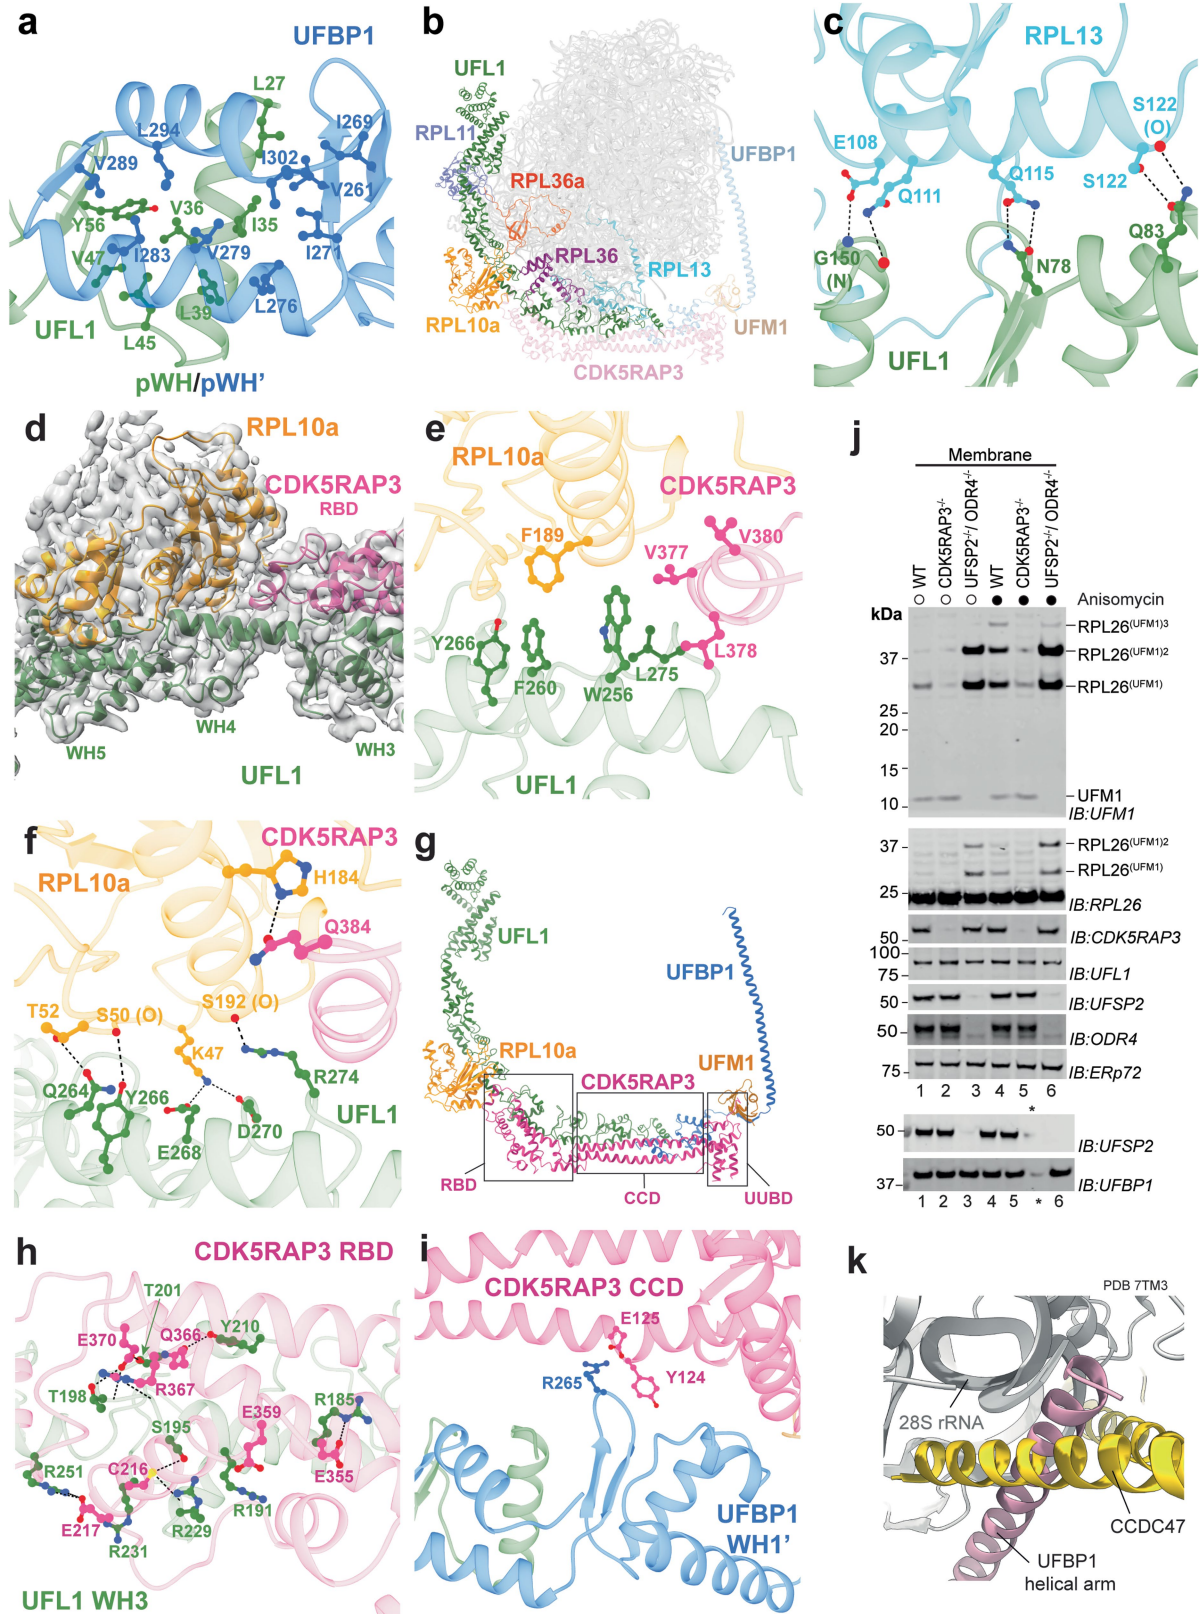 a
UFBP1
L27
L294
I269
V289
I302
V261
V36
Y56
I35
I283
V279
I271
V47
L276
L39
UFL1
L45
pWH/pWH’
b
UFL1
RPL11
UFBP1
RPL36a
RPL36
RPL13
RPL10a
UFM1
CDK5RAP3
c
RPL13
S122
(O)
E108
Q115
S122
Q111
Q83
G150
(N)
N78
UFL1
d
RPL10a
CDK5RAP3
RBD
WH5
WH4
WH3
UFL1
e
RPL10a
CDK5RAP3
F189
V380
V377
Y266
L378
F260
L275
W256
UFL1
f
CDK5RAP3
RPL10a
H184
Q384
S192 (O)
T52
S50 (O)
K47
R274
Q264
Y266
UFL1
D270
E268
g
UFL1
UFBP1
RPL10a
UFM1
CDK5RAP3
RBD
CCD
UUBD
h
CDK5RAP3 RBD
T201
Y210
E370
Q366
T198
R367
R185
S195
E359
R251
C216
E355
R191
E217
R229
R231
UFL1 WH3
i
CDK5RAP3 CCD
E125
R265
Y124
UFBP1
WH1’
j
Membrane
WT
CDK5RAP3-/-
UFSP2-/-/ ODR4-/-
WT
CDK5RAP3-/-
UFSP2-/-/ ODR4-/-
Anisomycin
kDa
RPL26(UFM1)3
RPL26(UFM1)2
37
RPL26(UFM1)
25
20
15
UFM1
10
IB:UFM1
RPL26(UFM1)2
37
RPL26(UFM1)
25
IB:RPL26
50
IB:CDK5RAP3
100
75
IB:UFL1
50
IB:UFSP2
50
IB:ODR4
75
IB:ERp72
1 2 3 4 5 6
*
50
IB:UFSP2
37
IB:UFBP1
1 2 3 4 5 * 6
k
PDB 7TM3
28S rRNA
CCDC47
UFBP1
helical arm